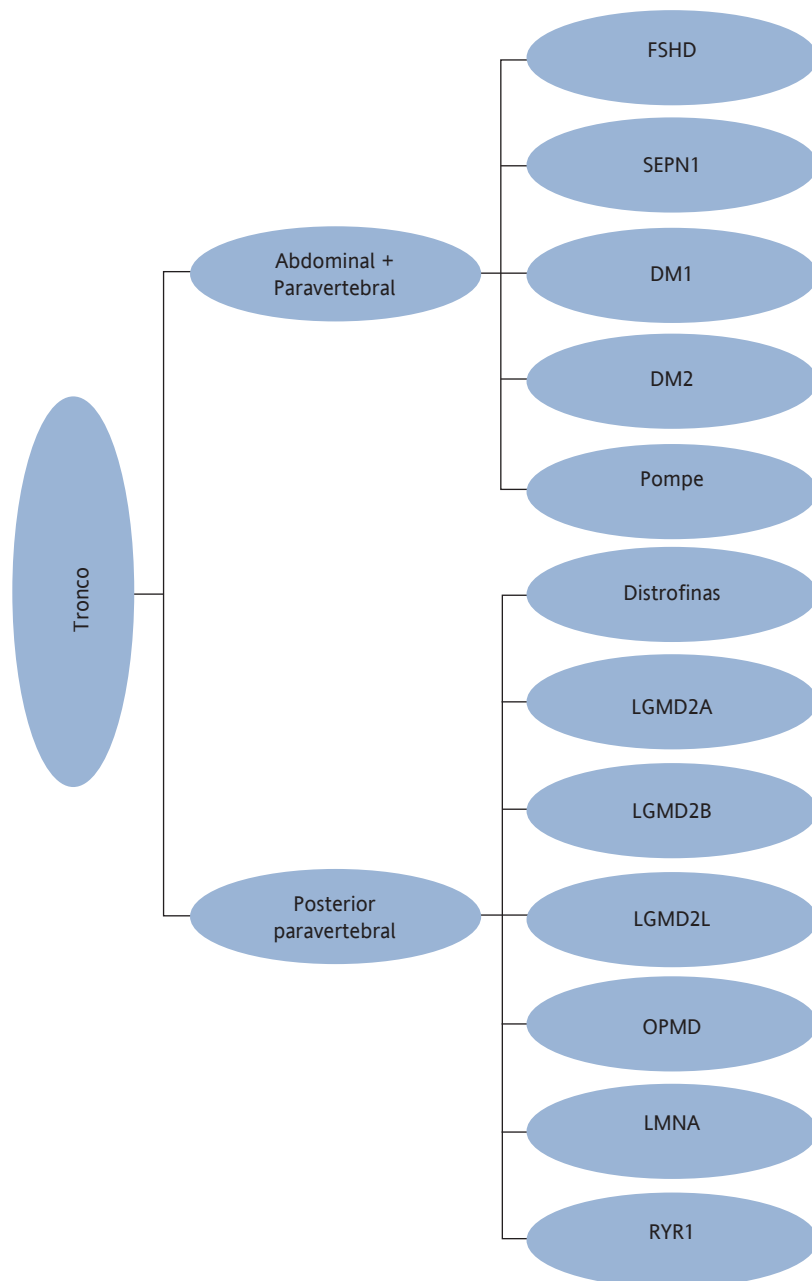 Tronco
Abdominal +
Paravertebral
FSHD
SEPN1
DM1
DM2
Pompe
Posterior
paravertebral
Distrofinas
LGMD2A
LGMD2B
LGMD2L
OPMD
LMNA
RYR1